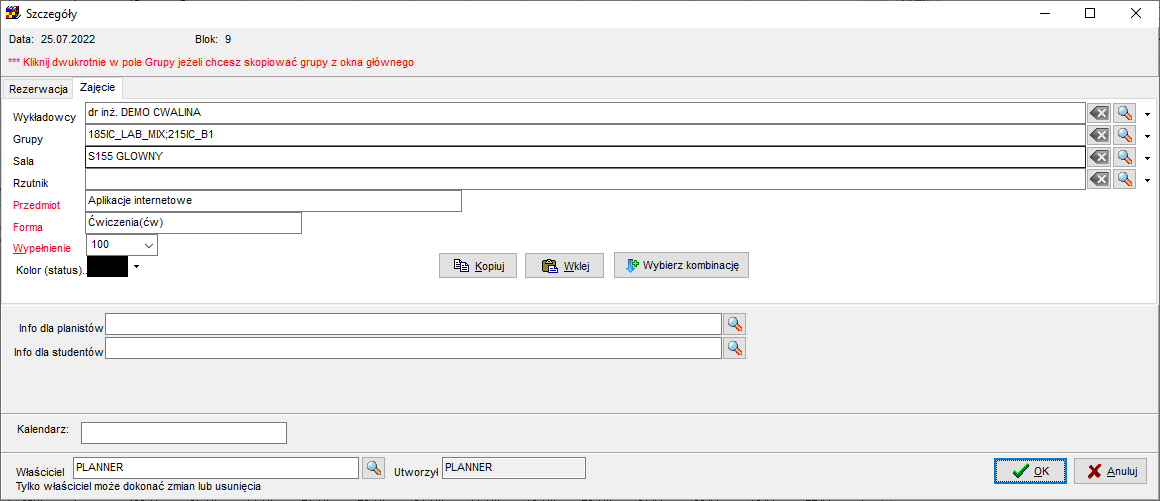 Szczegóły
Data: 25.07.2022 Blok: 9
*** Kliknij dwukrotnie w pole Grupy jeżeli chcesz skopiować grupy z okna głównego
Rezerwacja Zajęcie
Wykładowcy dr inż. DEMO CWALINA
Grupy 185IC_LAB_MIX;215IC_B1
Sala S155 GLOWNY
Rzutnik
Przedmiot Aplikacje internetowe
Forma Ćwiczenia(ćw)
Wypełnienie 100
Kolor (status).. Kopiuj Wklej Wybierz kombinację
Info dla planistów
Info dla studentów
Kalendarz:
Właściciel PLANNER Utworzył PLANNER OK Anuluj
Tylko właściciel może dokonać zmian lub usunięcia